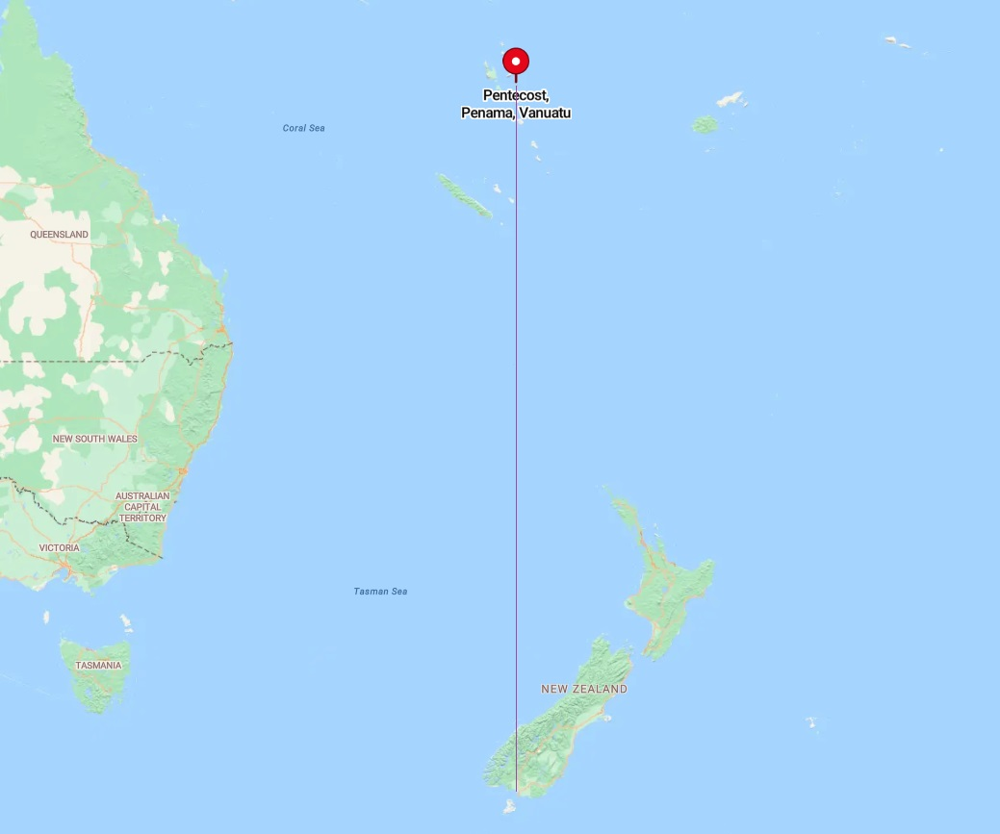 Pentecost,
Penama, Vanuatu
Coral Sea
QUEENSLAND
NEW SOUTH WALES
AUSTRALIAN
CAPITAL
TERRITORY
VICTORIA
Tasman Sea
TASMANIA
NEW ZEALAND